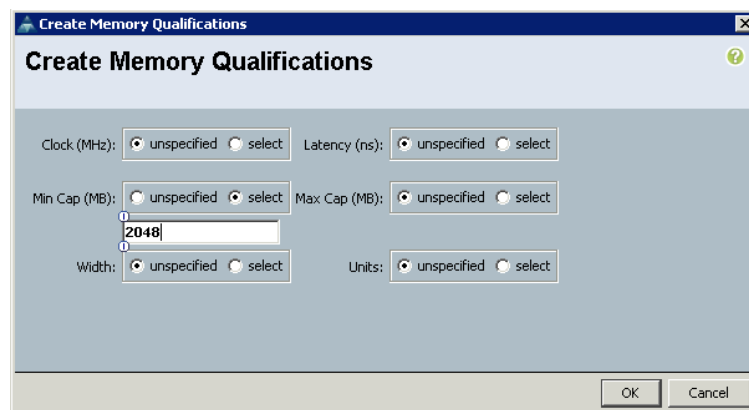 Create Memory Qualifications
Create Memory Qualifications
Clock (MHz): unspecified select Latency (ns): unspecified select
Min Cap (MB): unspecified select Max Cap (MB): unspecified select
2048
Width: unspecified select Units: unspecified select
OK Cancel